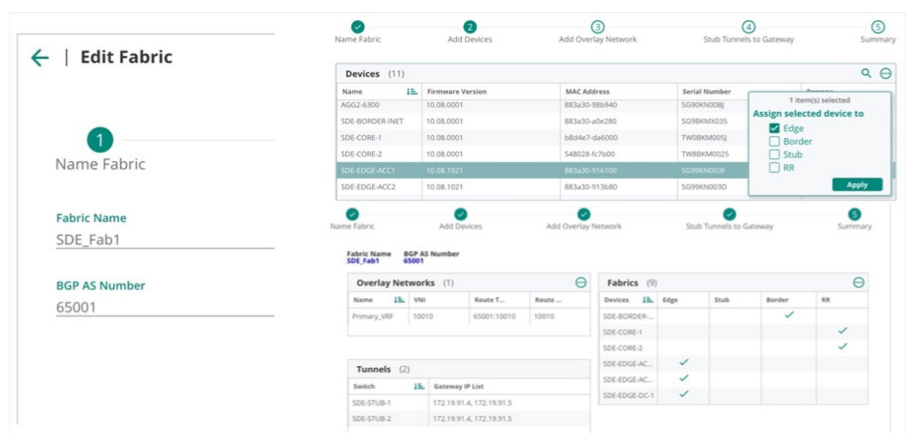 ← | Edit Fabric
1
Name Fabric
Fabric Name
SDE_Fab1
BGP AS Number
65001
2 3 4 5
Name Fabric Add Devices Add Overlay Network Stub Tunnels to Gateway Summary
Devices (11)
Name Firmware Version MAC Address Serial Number Persona
AGG2-6300 10.08.0001 883a30-98b940 SG90KN00BJ
SDE-BORDER-INET 10.08.0001 883a30-a0e280 SG9BKMX035
SDE-CORE-1 10.08.0001 b8d4e7-da6000 TW0BKM005J
SDE-CORE-2 10.08.0001 548028-fc7b00 TW8BKM0025
SDE-EDGE-ACC1 10.08.1021 883a30-916100 SG99KN003F
SDE-EDGE-ACC2 10.08.1021 883a30-913b80 SG99KN003D
1 item(s) selected
Assign selected device to
Edge
Border
Stub
RR
Apply
5
Name Fabric Add Devices Add Overlay Network Stub Tunnels to Gateway Summary
Fabric Name BGP AS Number
SDE_Fab1 65001
Overlay Networks (1)
Name VNI Route T... Route ...
Primary_VRF 10010 65001:10010 10010
Tunnels (2)
Switch Gateway IP List
SDE-STUB-1 172.19.91.4, 172.19.91.5
SDE-STUB-2 172.19.91.4, 172.19.91.5
Fabrics (9)
Devices Edge Stub Border RR
SDE-BORDER-...
SDE-CORE-1
SDE-CORE-2
SDE-EDGE-AC...
SDE-EDGE-AC...
SDE-EDGE-DC-1